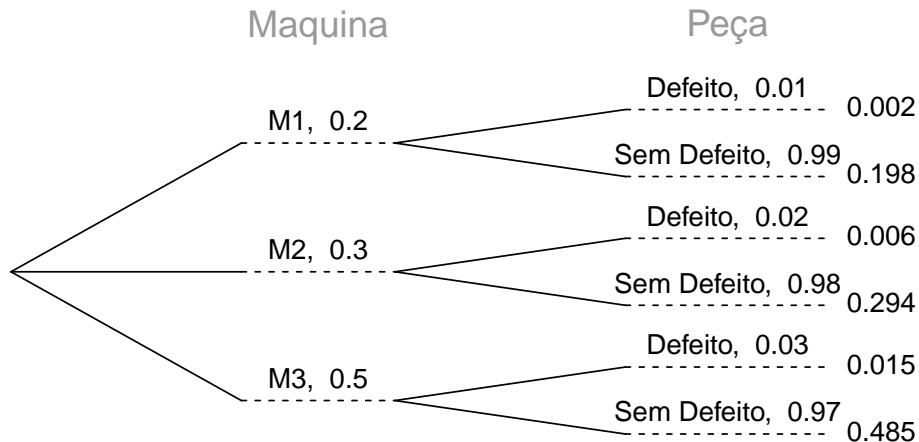 Maquina Peça
Defeito, 0.01
0.002
M1, 0.2
Sem Defeito, 0.99
0.198
Defeito, 0.02
0.006
M2, 0.3
Sem Defeito, 0.98
0.294
Defeito, 0.03
0.015
M3, 0.5
Sem Defeito, 0.97
0.485